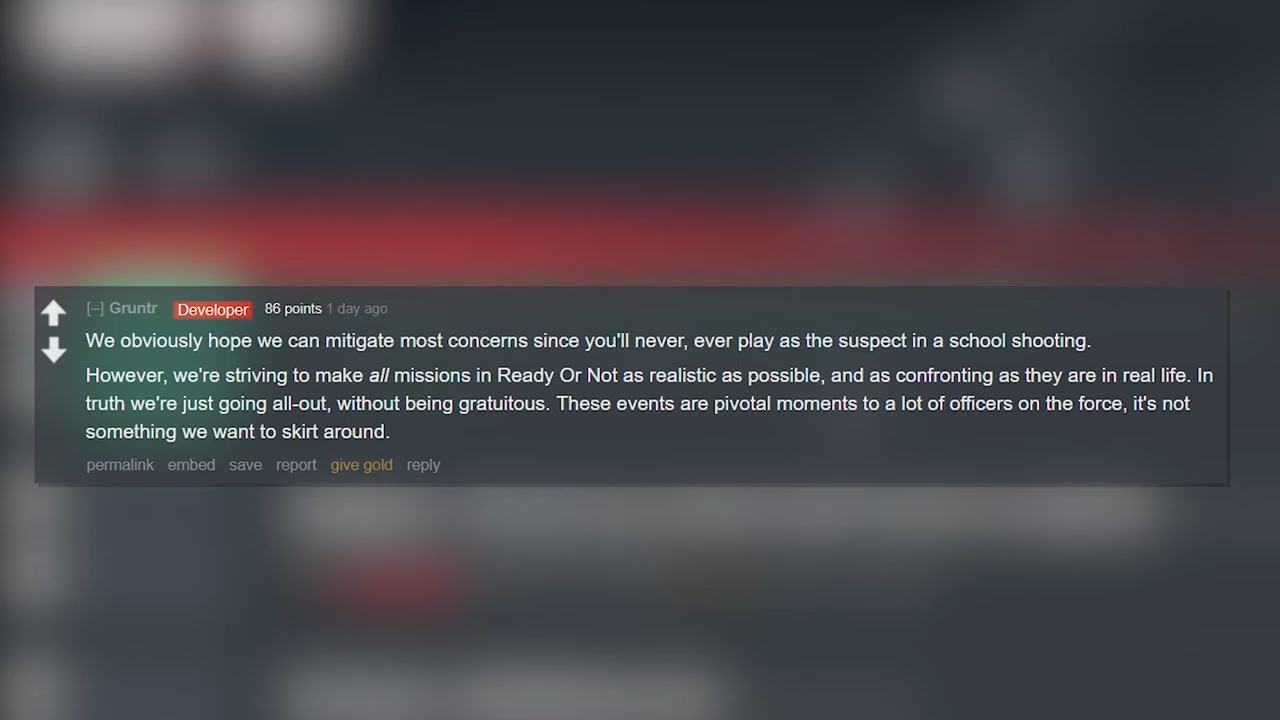 [–] Gruntr Developer 86 points 1 day ago
We obviously hope we can mitigate most concerns since you'll never, ever play as the suspect in a school shooting.
However, we're striving to make all missions in Ready Or Not as realistic as possible, and as confronting as they are in real life. In
truth we're just going all-out, without being gratuitous. These events are pivotal moments to a lot of officers on the force, it's not
something we want to skirt around.
permalink embed save report give gold reply